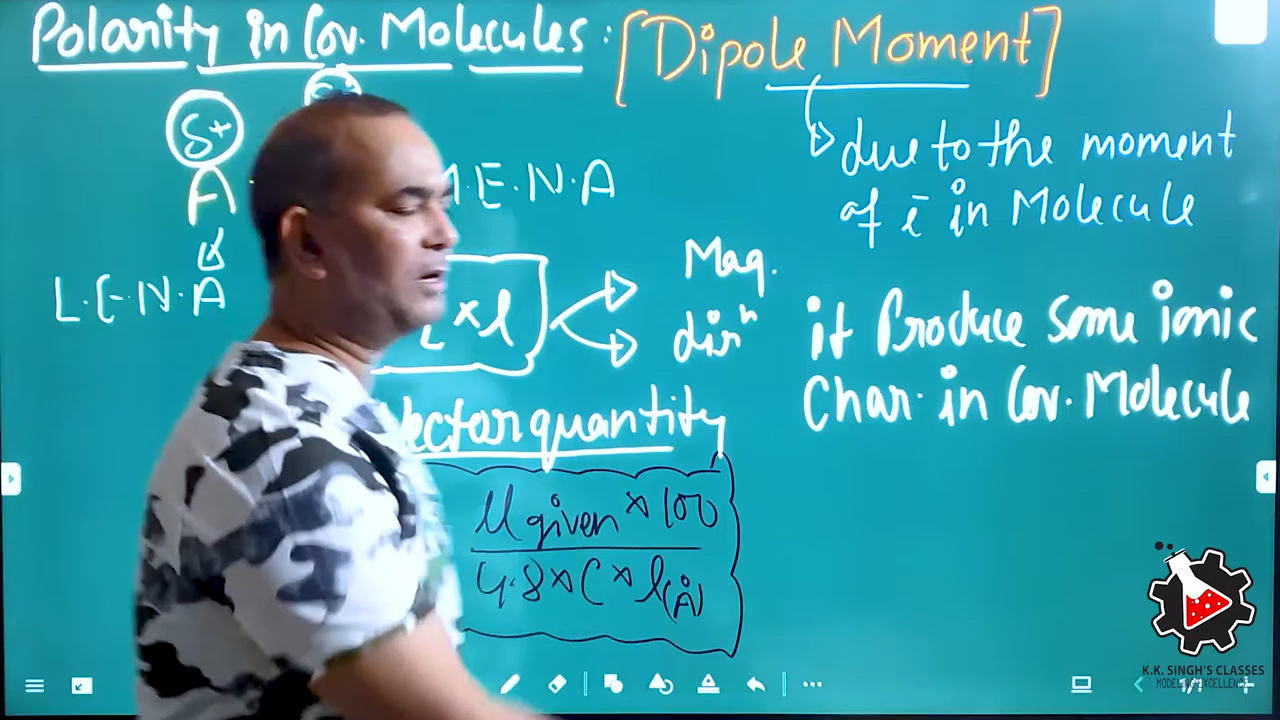 Polarity in Cov. Molecules : [Dipole Moment]
δ+
A
M.E.N.A
L.E.N.A
× l
Mag.
dirⁿ
due to the moment
of ē in Molecule
it Produce Some ionic
Char. in Cov. Molecule
ector quantity
μ given × 100
4.8 × C × l(Å)
K.K. SINGH'S CLASSES